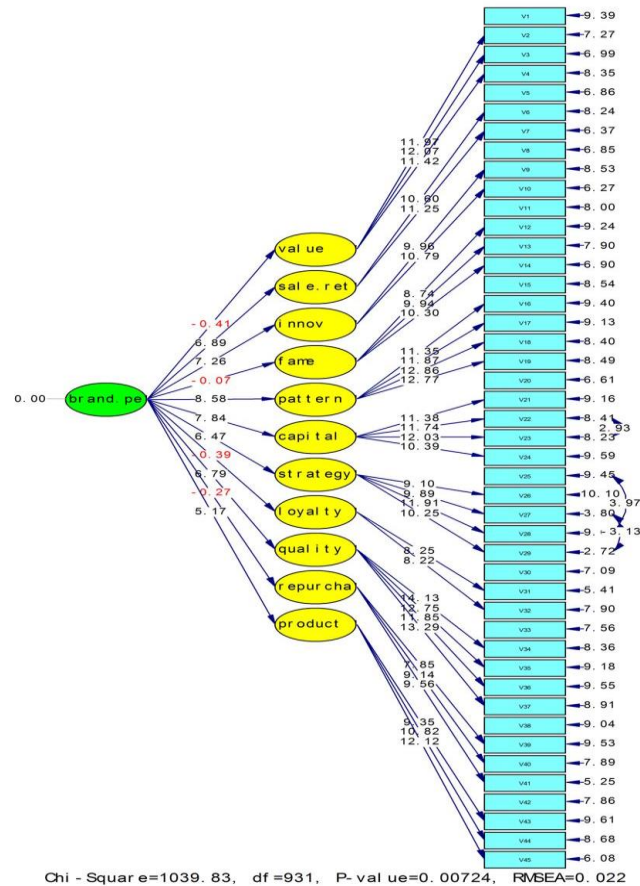 0.00
brand.pe
-0.41
6.89
7.26
-0.07
8.58
7.84
6.47
-0.39
6.79
-0.27
5.17
value
sale.ret
innov
fame
pattern
capital
strategy
loyalty
quality
repurcha
product
11.97
12.07
11.42
10.60
11.25
9.96
10.79
8.74
9.94
10.30
11.35
11.87
12.86
12.77
11.38
11.74
12.03
10.39
9.10
9.89
11.91
10.25
8.25
8.22
14.13
12.75
11.85
13.29
7.85
9.14
9.56
9.35
10.82
12.12
V1 9.39
V2 7.27
V3 6.99
V4 8.35
V5 6.86
V6 8.24
V7 6.37
V8 6.85
V9 8.53
V10 6.27
V11 8.00
V12 9.24
V13 7.90
V14 6.90
V15 8.54
V16 9.40
V17 9.13
V18 8.40
V19 8.49
V20 6.61
V21 9.16
V22 8.41
2.93
V23 8.23
V24 9.59
V25 9.45
V26 10.10
3.97
V27 3.80
V28 9. 3.13
V29 2.72
V30 7.09
V31 5.41
V32 7.90
V33 7.56
V34 8.36
V35 9.18
V36 9.55
V37 8.91
V38 9.04
V39 9.53
V40 7.89
V41 5.25
V42 7.86
V43 9.61
V44 8.68
V45 6.08
Chi-Square=1039.83, df=931, P-value=0.00724, RMSEA=0.022